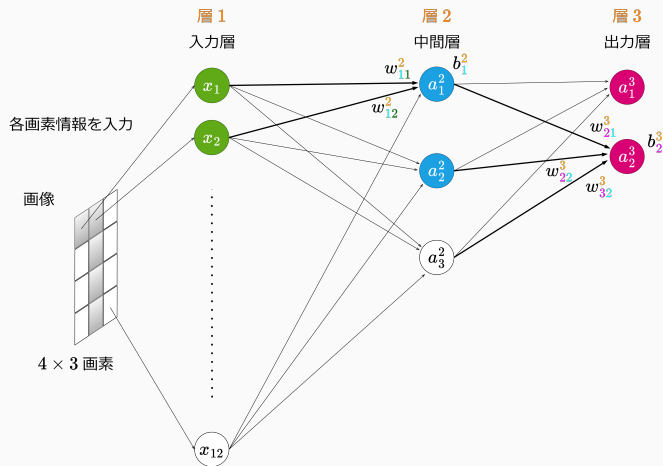 層 1
層 2
層 3
入力層
中間層
出力層
x₁
w²₁₁
a²₁
b²₁
a³₁
w²₁₂
各画素情報を入力
x₂
w³₂₁
b³₂
a³₂
a²₂
w³₂₂
w³₃₂
画像
a²₃
4 × 3 画素
x₁₂